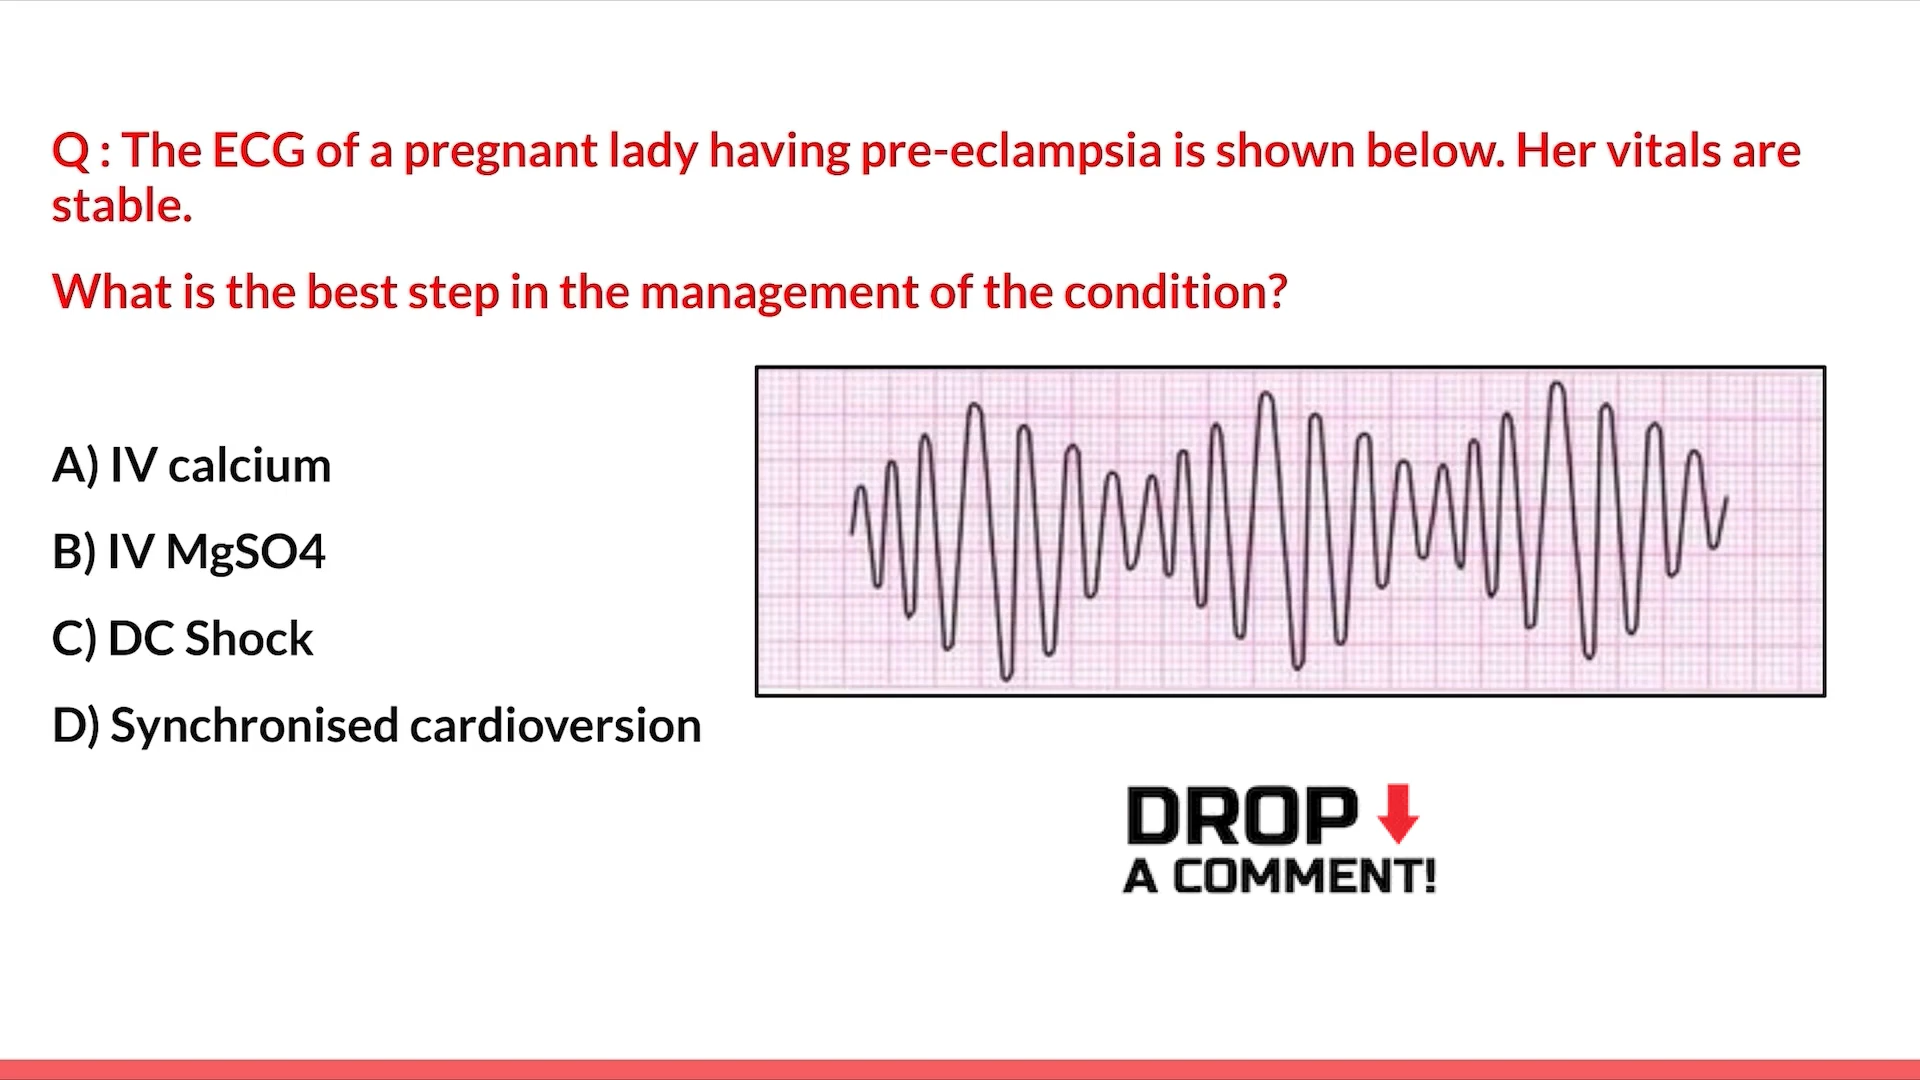 Q : The ECG of a pregnant lady having pre-eclampsia is shown below. Her vitals are
stable.
What is the best step in the management of the condition?
A) IV calcium
B) IV MgSO4
C) DC Shock
D) Synchronised cardioversion
DROP
A COMMENT!